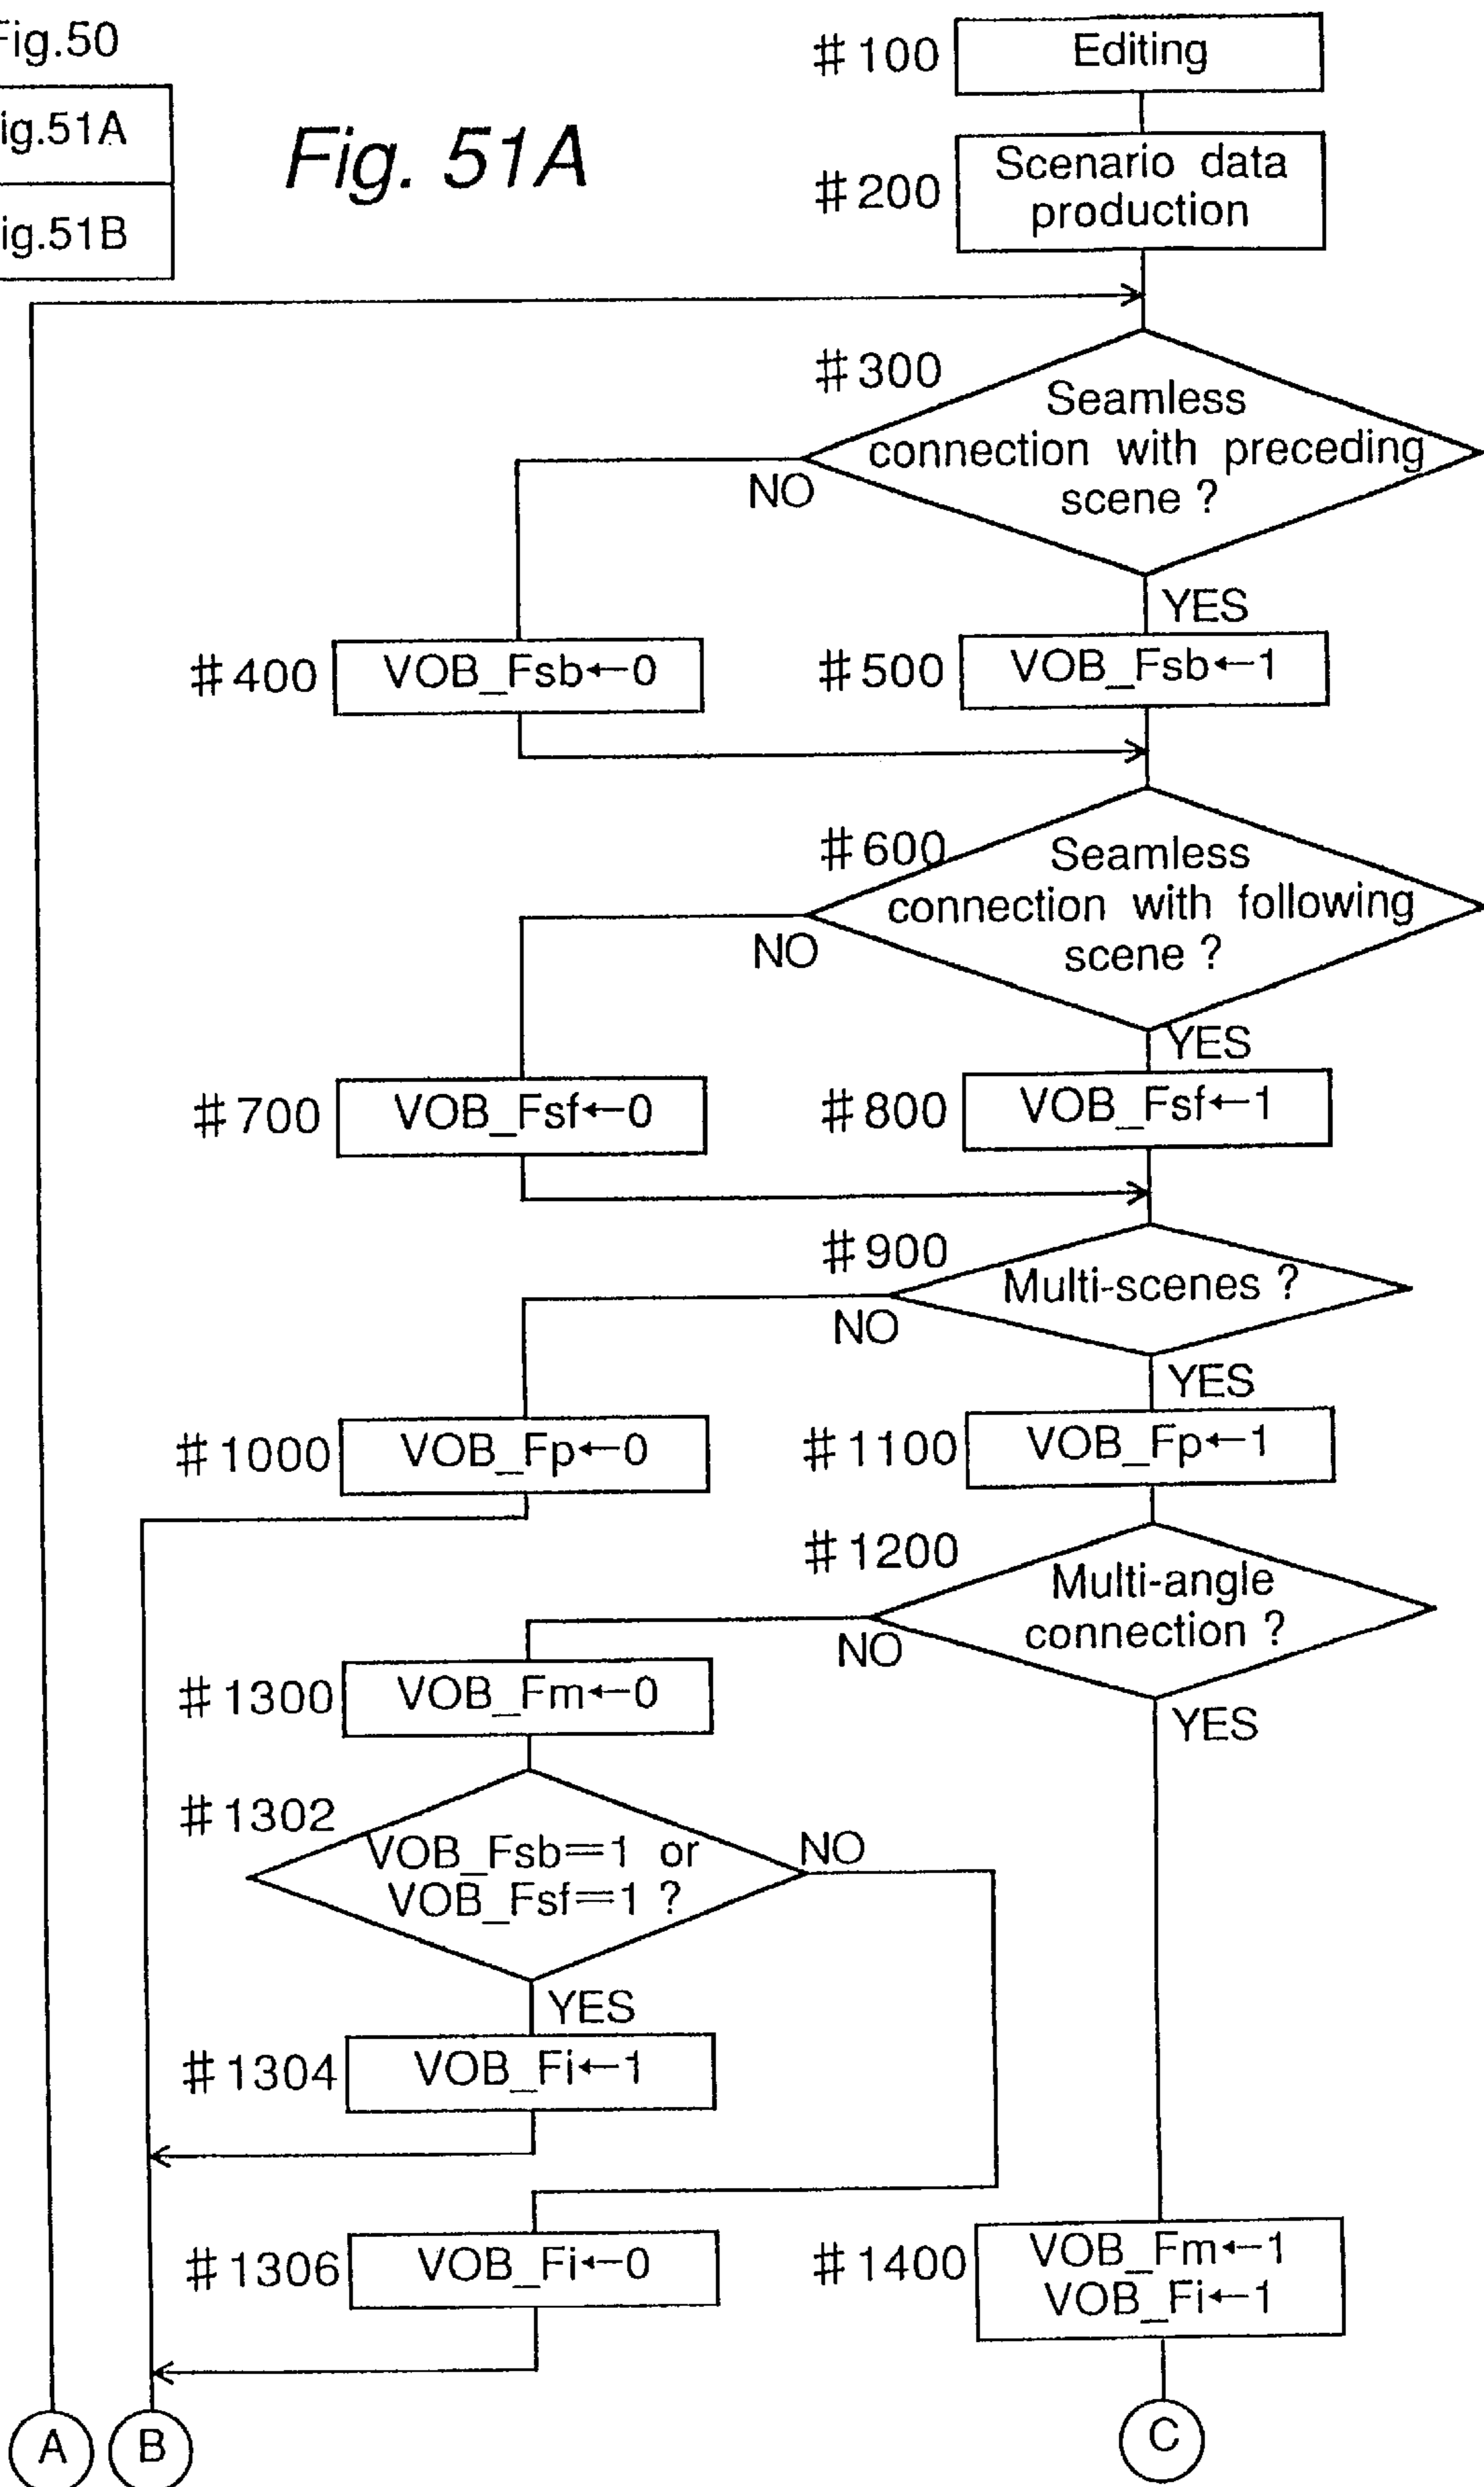 Fig.50
Fig.51A
Fig.51B
Fig. 51A
#100
Editing
#200
Scenario data
production
#300
Seamless
connection with preceding
scene ?
NO
YES
#400
VOB_Fsb←0
#500
VOB_Fsb←1
#600
Seamless
connection with following
scene ?
NO
YES
#700
VOB_Fsf←0
#800
VOB_Fsf←1
#900
Multi-scenes ?
NO
YES
#1000
VOB_Fp←0
#1100
VOB_Fp←1
#1200
Multi-angle
connection ?
NO
YES
#1300
VOB_Fm←0
#1302
VOB_Fsb=1 or
VOB_Fsf=1 ?
NO
YES
#1304
VOB_Fi←1
#1306
VOB_Fi←0
#1400
VOB_Fm←1
VOB_Fi←1
A
B
C